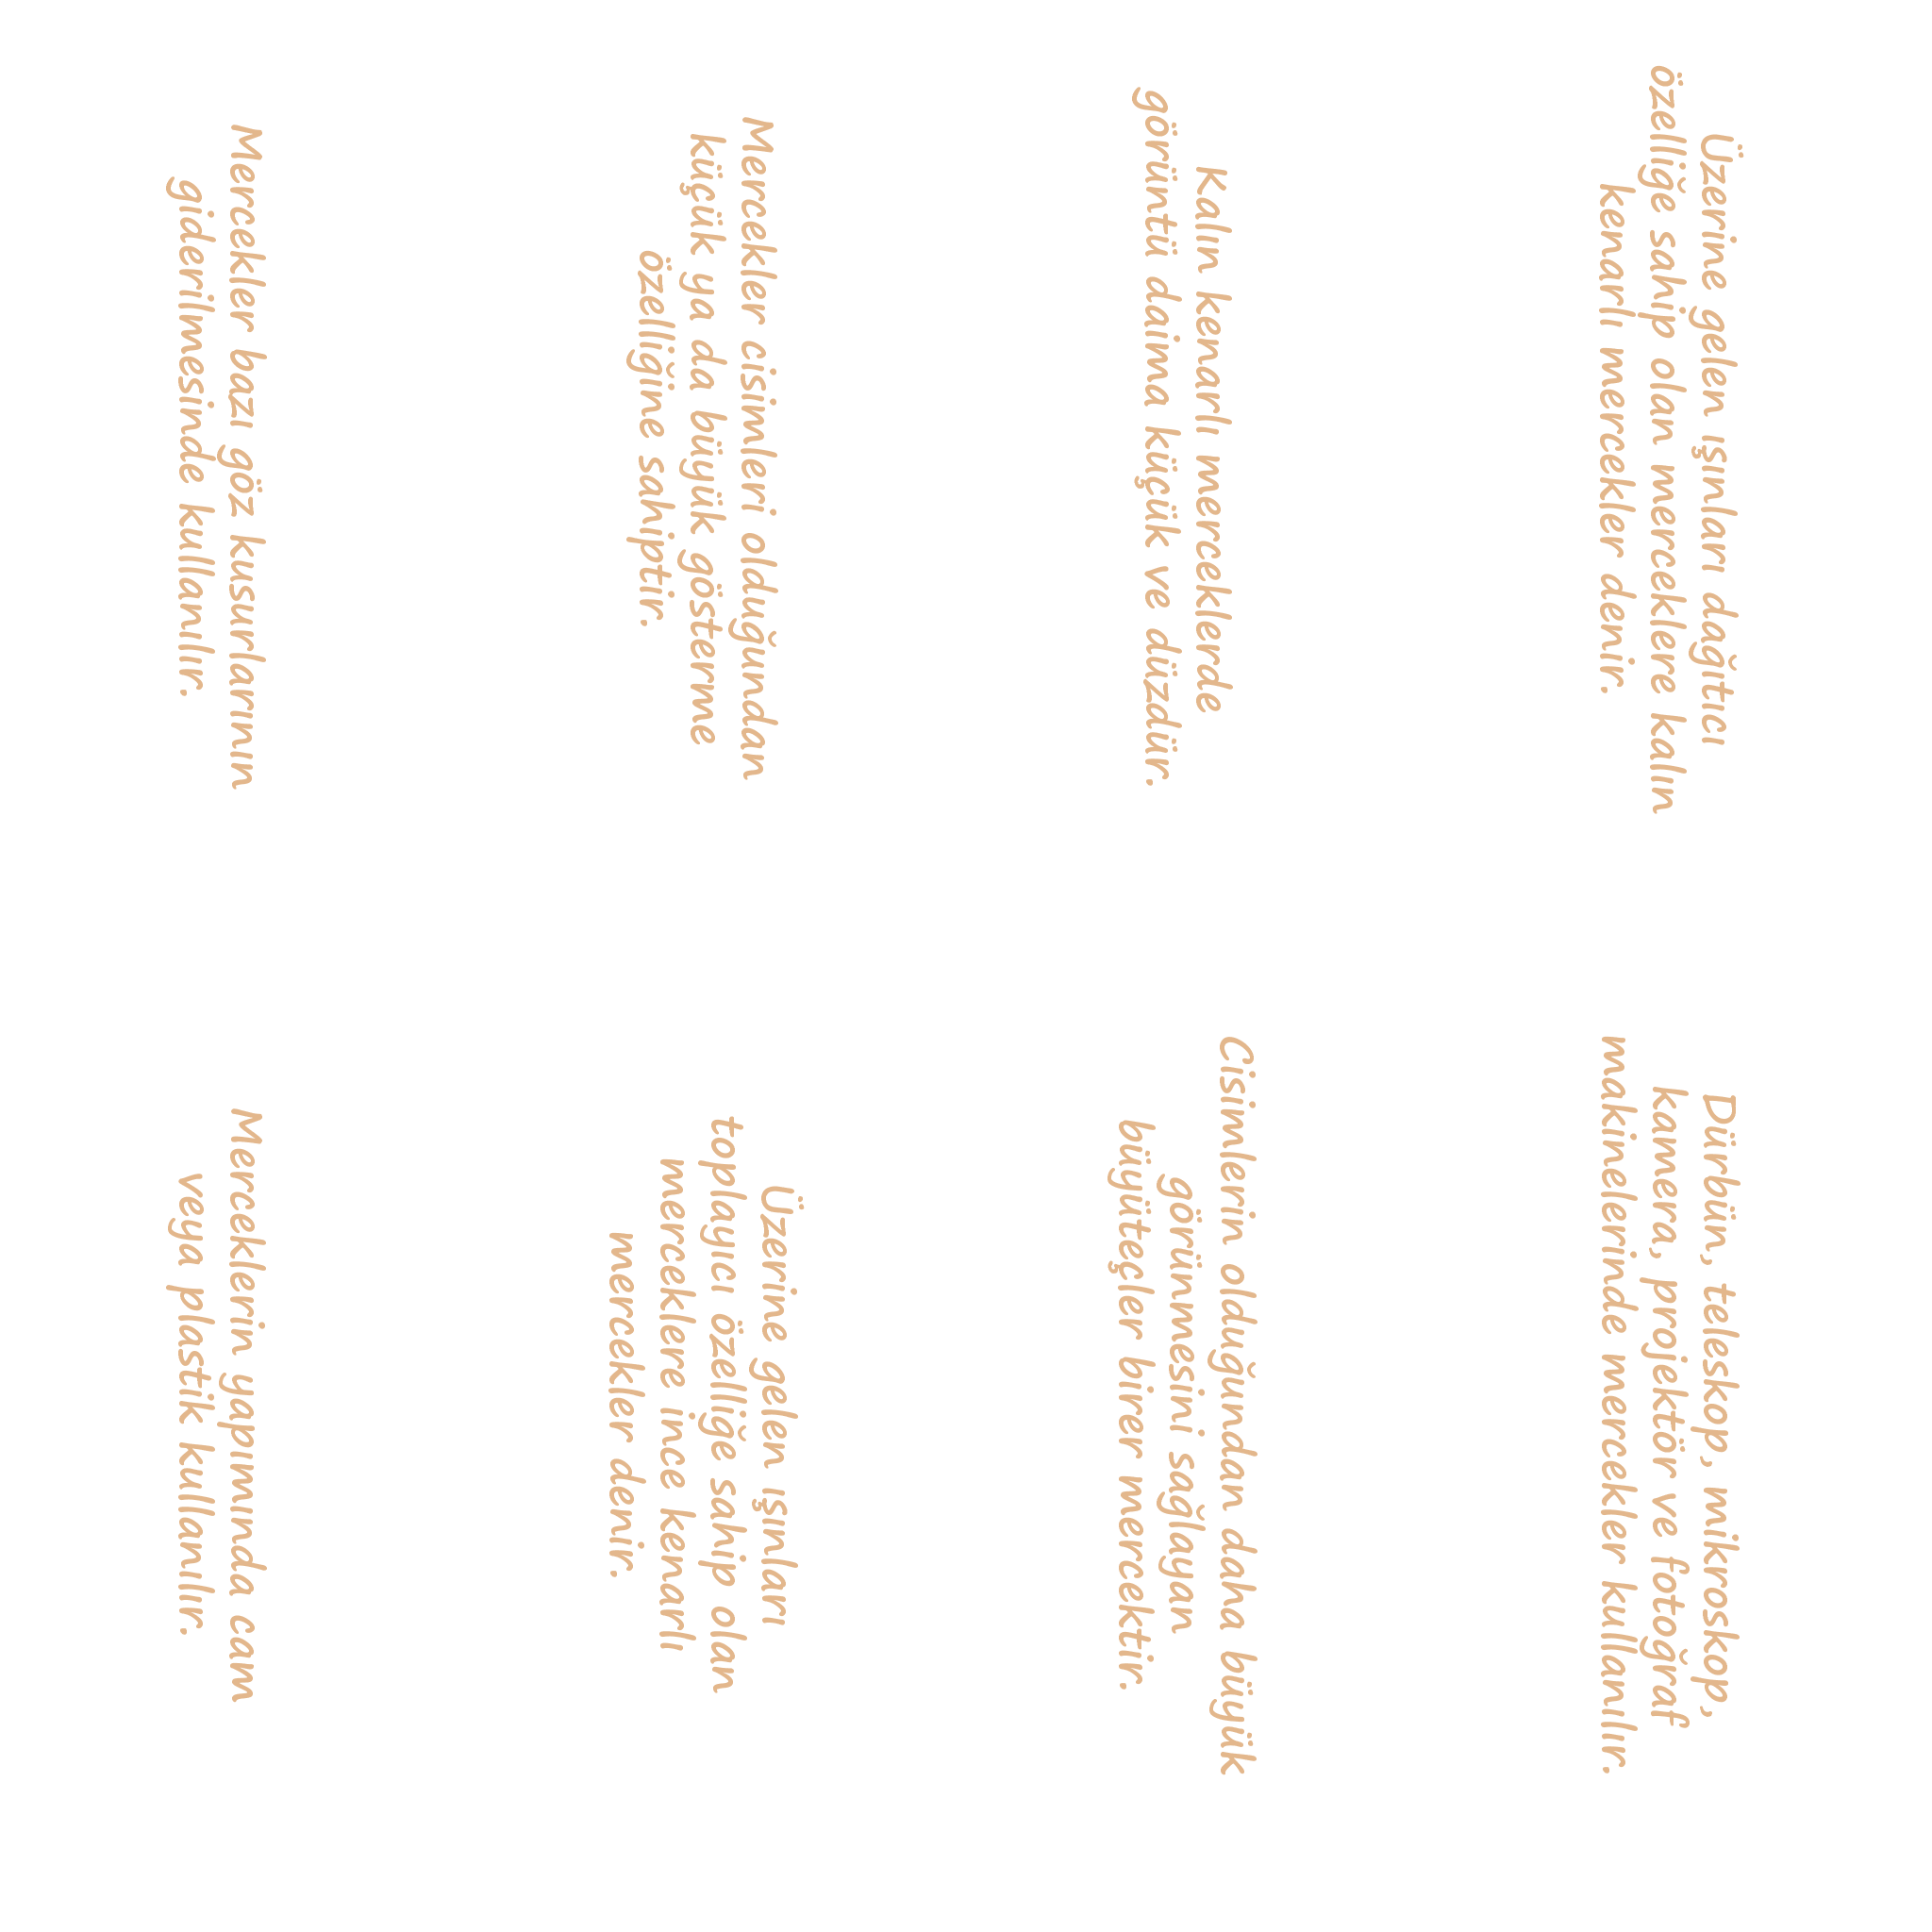 Üzerine gelen ışınları dağıtıcı
özelliğe sahip olan merceklere kalın
kenarlı mercekler denir.
Dürbün, teleskop, mikroskop,
kamera, projektör ve fotoğraf
makinelerinde mercekler kullanılır.
Kalın kenarlı merceklerde
görüntü daima küçük ve düzdür.
Cisimlerin olduğundan daha büyük
görünmesini sağlayan
büyüteçler birer mercektir.
Mercekler cisimleri olduğundan
küçük ya da büyük gösterme
özelliğine sahiptir.
Üzerine gelen ışınları
toplayıcı özelliğe sahip olan
merceklere ince kenarlı
mercekler denir.
Mercekler bazı göz kusurlarının
giderilmesinde kullanılır.
Merceklerin yapımında cam
veya plastik kullanılır.